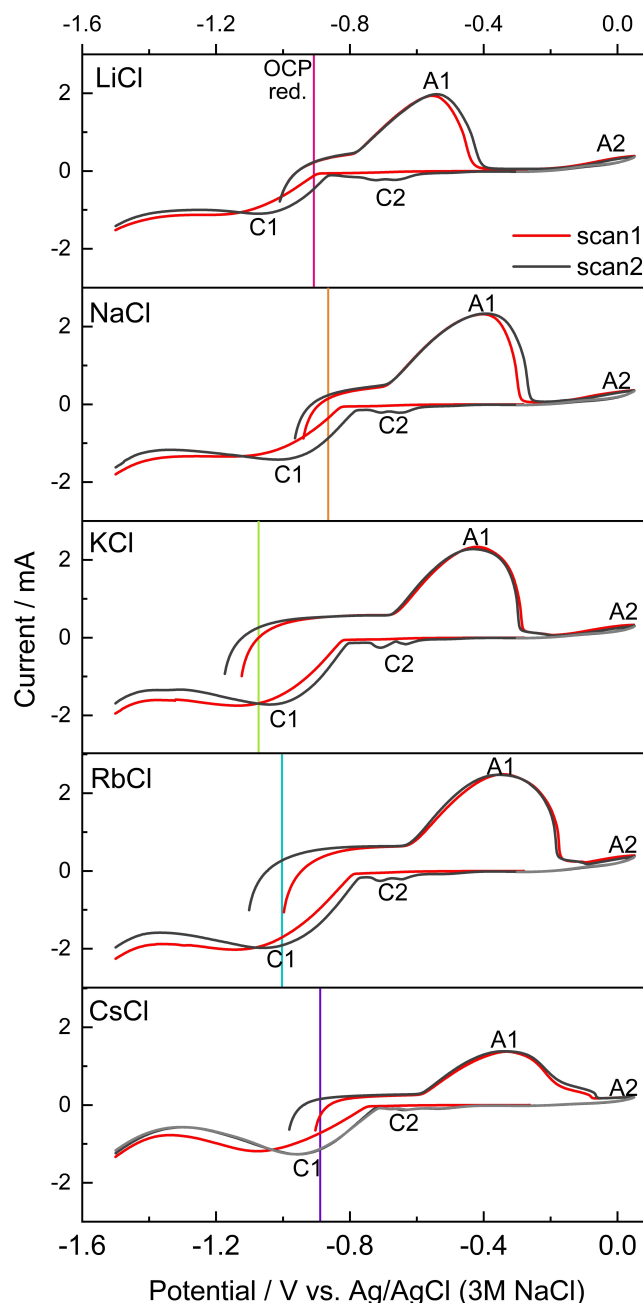 -1.6 -1.2 -0.8 -0.4 0.0
LiCl
OCP
red.
A1
A2
2
0
-2
C1
C2
scan1
scan2
NaCl
A1
A2
2
0
-2
C1
C2
KCl
A1
A2
2
0
-2
C1
C2
Current / mA
RbCl
A1
A2
2
0
-2
C1
C2
CsCl
A1
A2
2
0
-2
C1
C2
-1.6 -1.2 -0.8 -0.4 0.0
Potential / V vs. Ag/AgCl (3M NaCl)